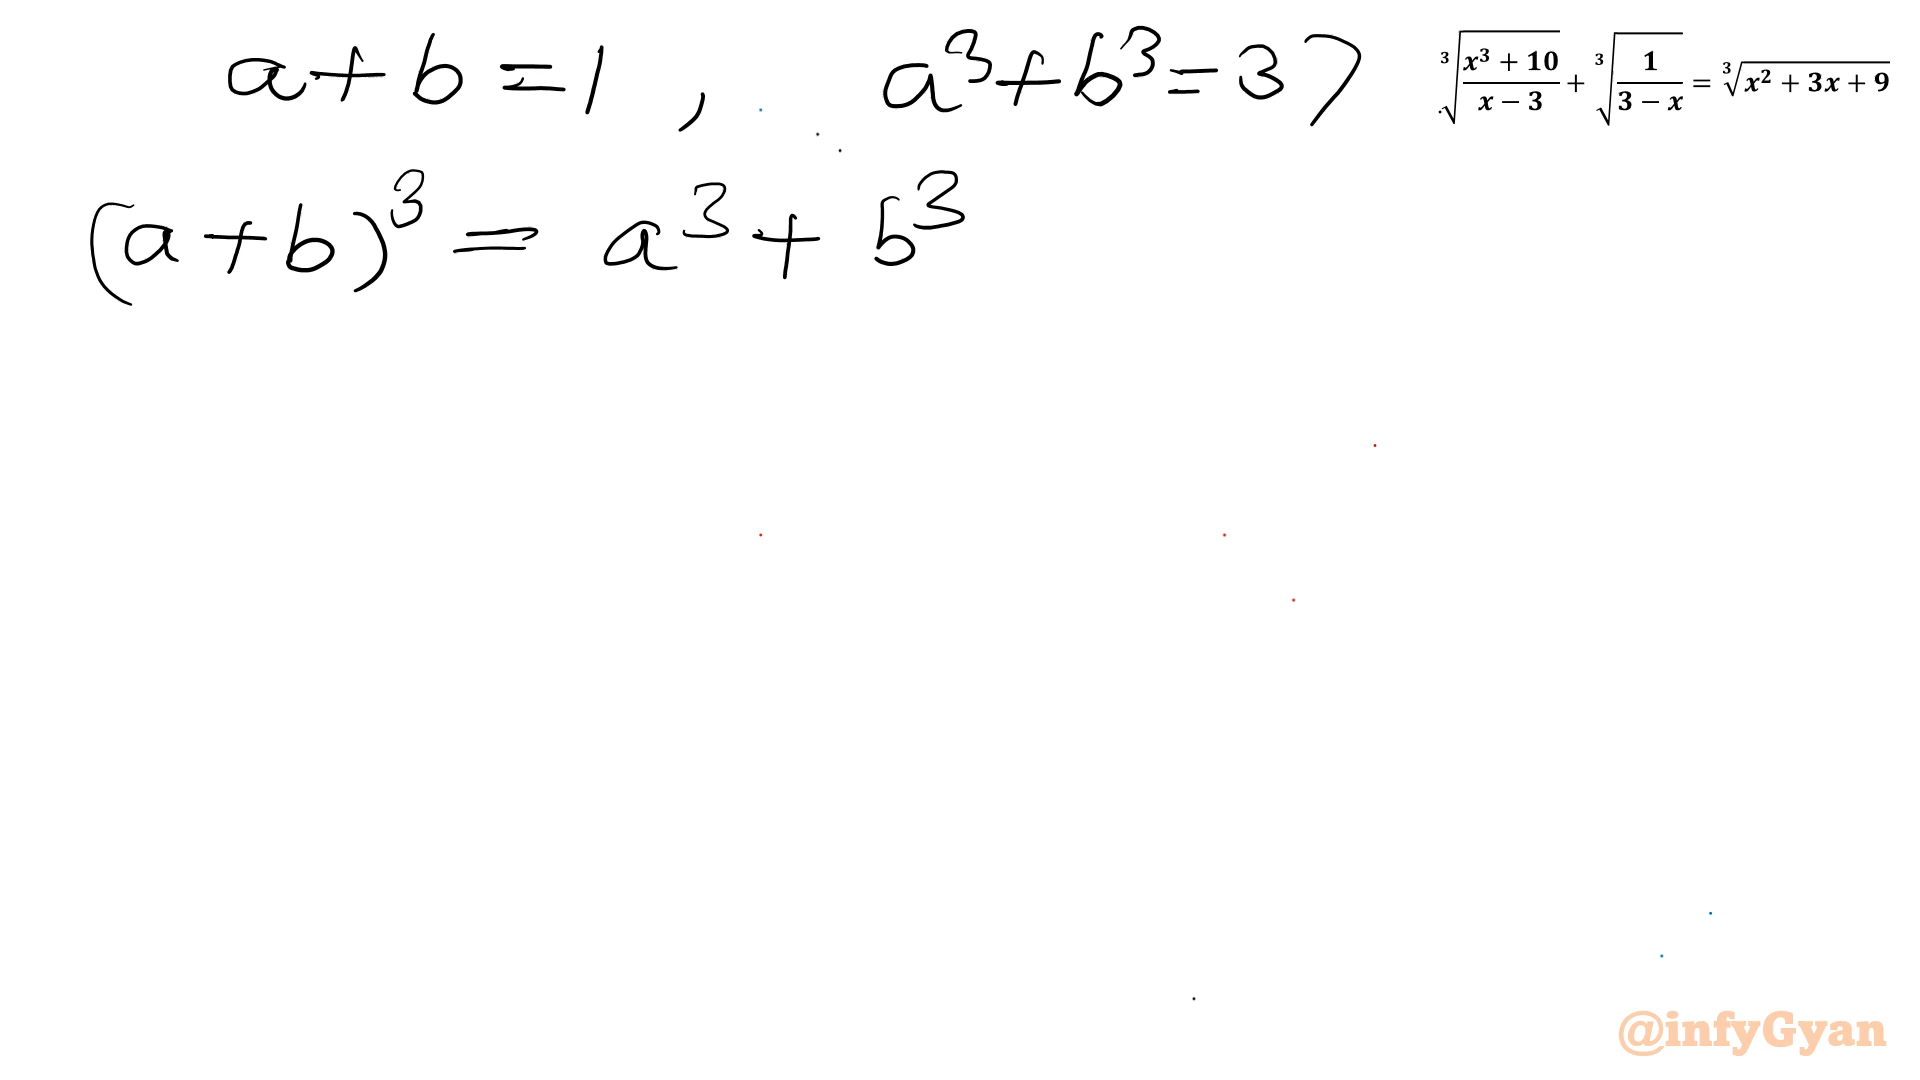 a + b = 1 , a³ + b³ = 37
∛((x³ + 10)/(x − 3)) + ∛(1/(3 − x)) = ∛(x² + 3x + 9)
(a + b)³ = a³ + b³
@infyGyan